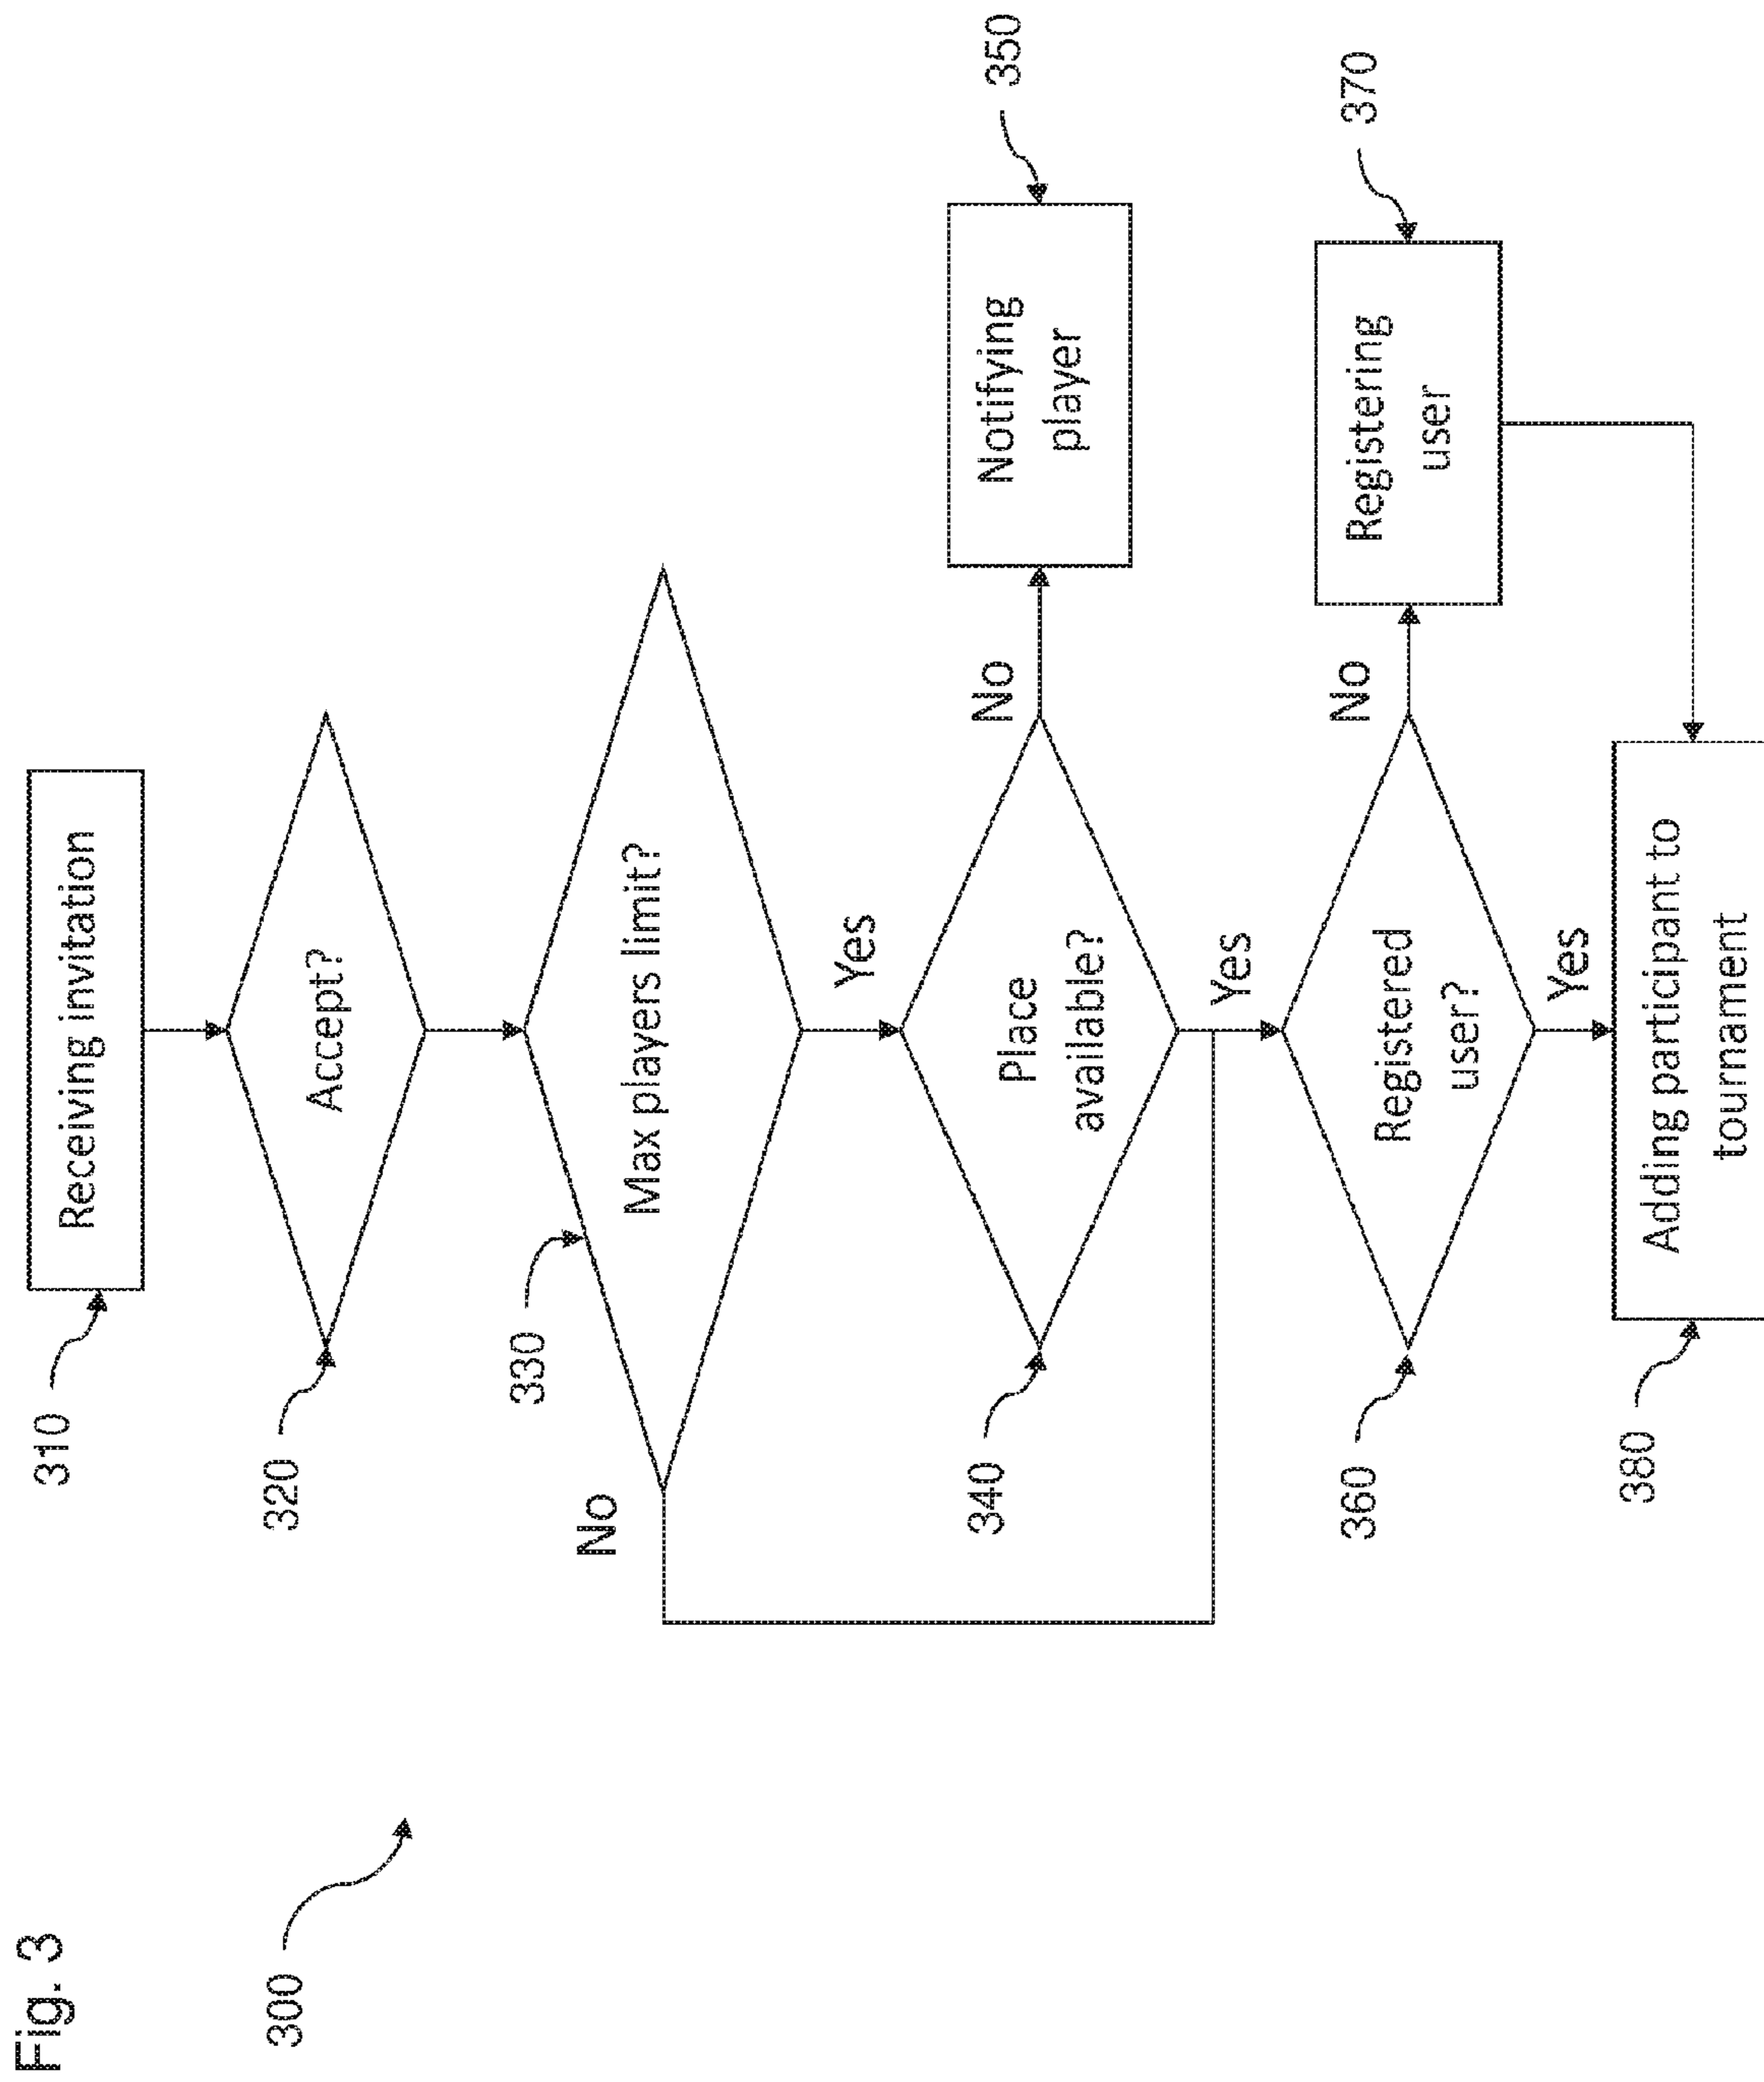 Fig. 3
300
310
Receiving invitation
320
Accept?
330
Max players limit?
No
Yes
340
Place
available?
No
Notifying
player
350
Yes
360
Registered
user?
No
Registering
user
370
Yes
380
Adding participant to
tournament